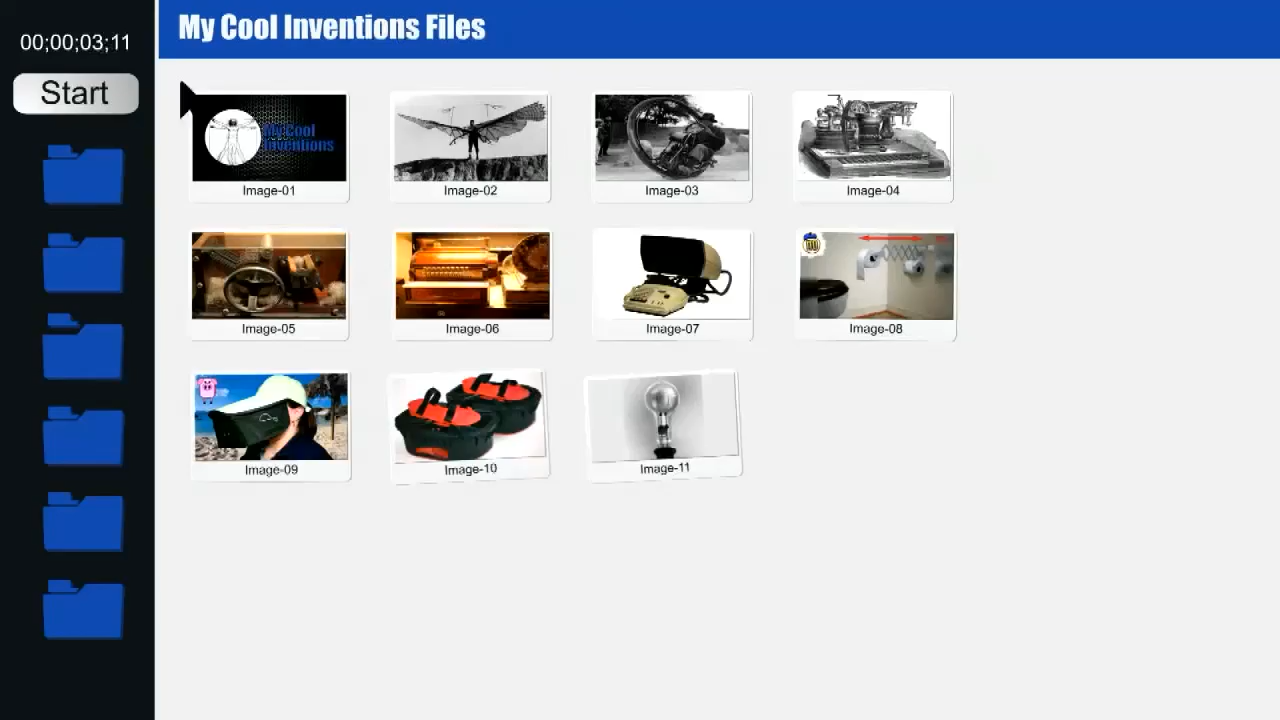 00;00;03;11
My Cool Inventions Files
Start
My Cool
Inventions
Image-01
Image-02
Image-03
Image-04
Image-05
Image-06
Image-07
Image-08
Image-09
Image-10
Image-11